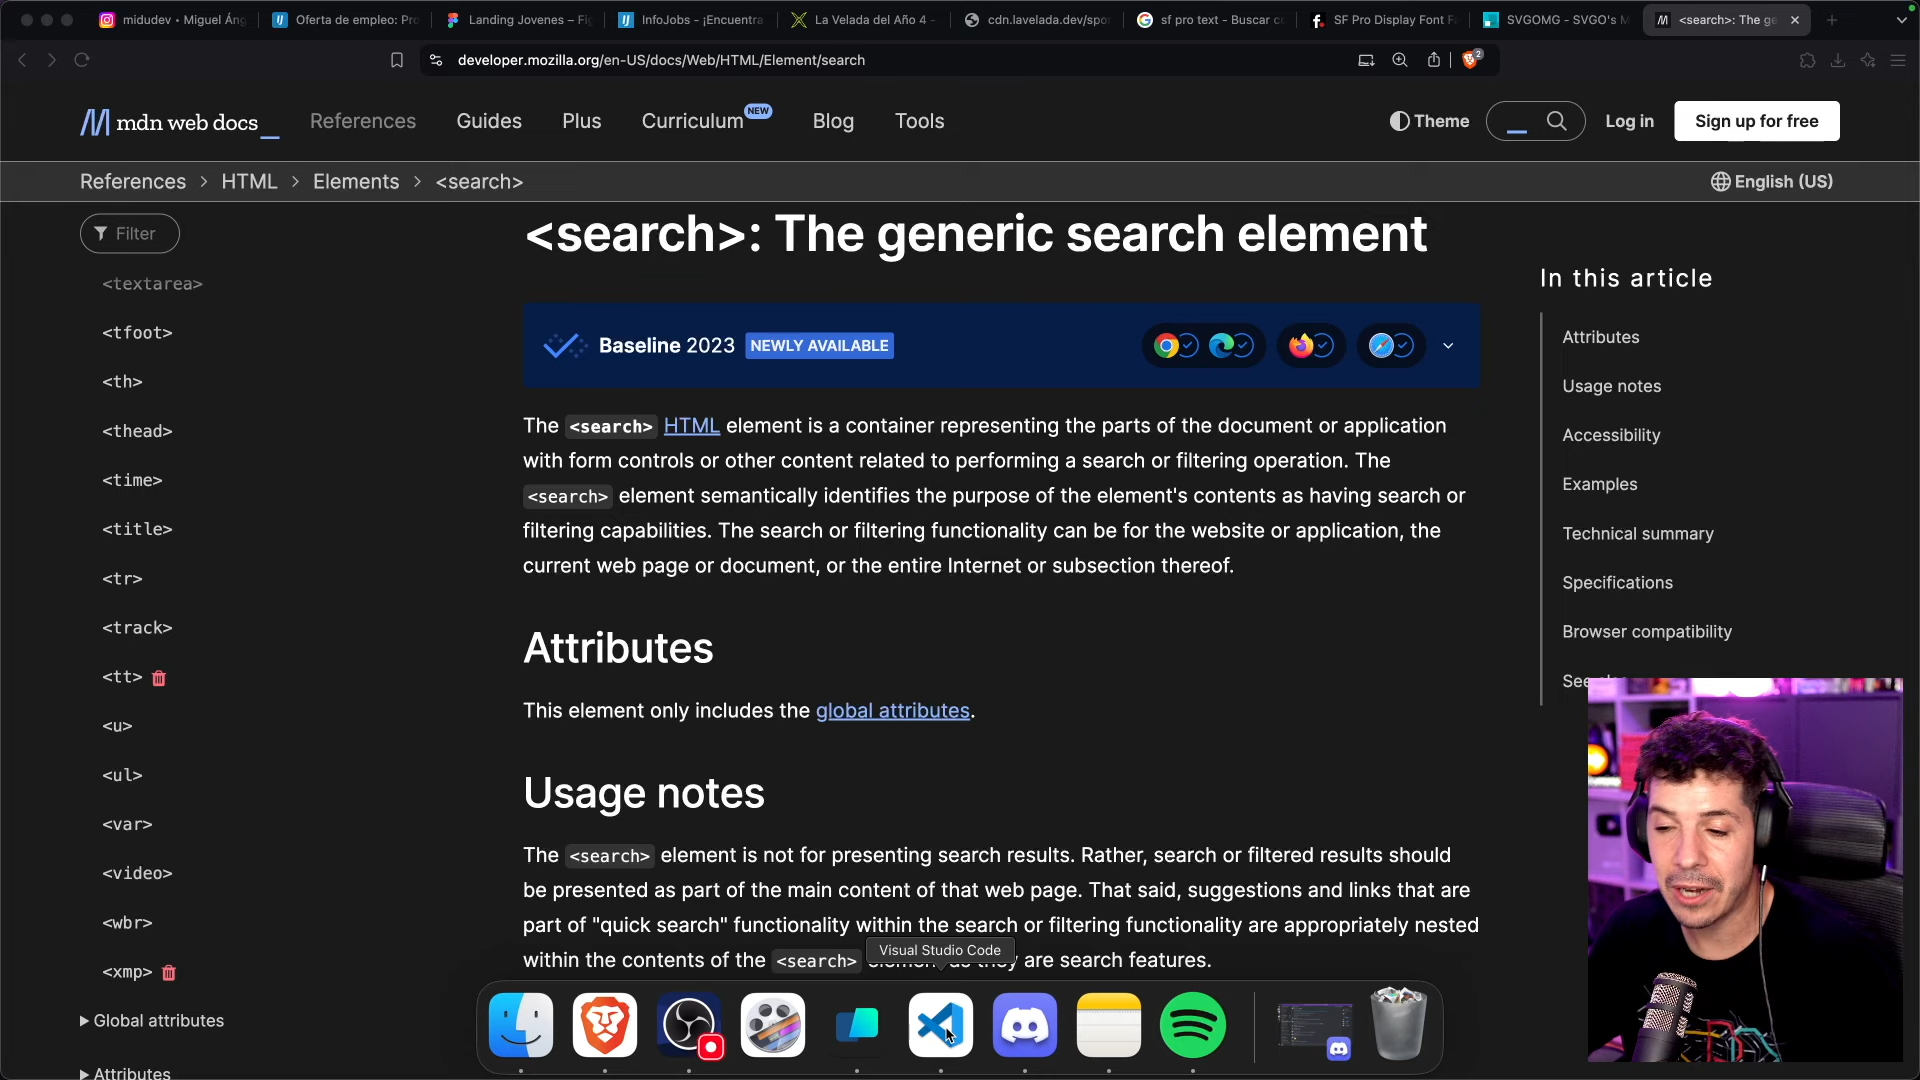 midudev • Miguel Áng
Oferta de empleo: Pro
Landing Jovenes – Fi
InfoJobs - ¡Encuentra
La Velada del Año 4 -
cdn.lavelada.dev/spo
sf pro text - Buscar c
SF Pro Display Font F
SVGOMG - SVGO's M
<search>: The ge
developer.mozilla.org/en-US/docs/Web/HTML/Element/search
2
mdn web docs_
References
Guides
Plus
Curriculum NEW
Blog
Tools
Theme
Log in
Sign up for free
References > HTML > Elements > <search>
English (US)
Filter
<textarea>
<tfoot>
<th>
<thead>
<time>
<title>
<tr>
<track>
<tt>
<u>
<ul>
<var>
<video>
<wbr>
<xmp>
Global attributes
Attributes
<search>: The generic search element
Baseline 2023 NEWLY AVAILABLE
The <search> HTML element is a container representing the parts of the document or application
with form controls or other content related to performing a search or filtering operation. The
<search> element semantically identifies the purpose of the element's contents as having search or
filtering capabilities. The search or filtering functionality can be for the website or application, the
current web page or document, or the entire Internet or subsection thereof.
Attributes
This element only includes the global attributes.
Usage notes
The <search> element is not for presenting search results. Rather, search or filtered results should
be presented as part of the main content of that web page. That said, suggestions and links that are
part of "quick search" functionality within the search or filtering functionality are appropriately nested
within the contents of the <search> they are search features.
Visual Studio Code
In this article
Attributes
Usage notes
Accessibility
Examples
Technical summary
Specifications
Browser compatibility
See